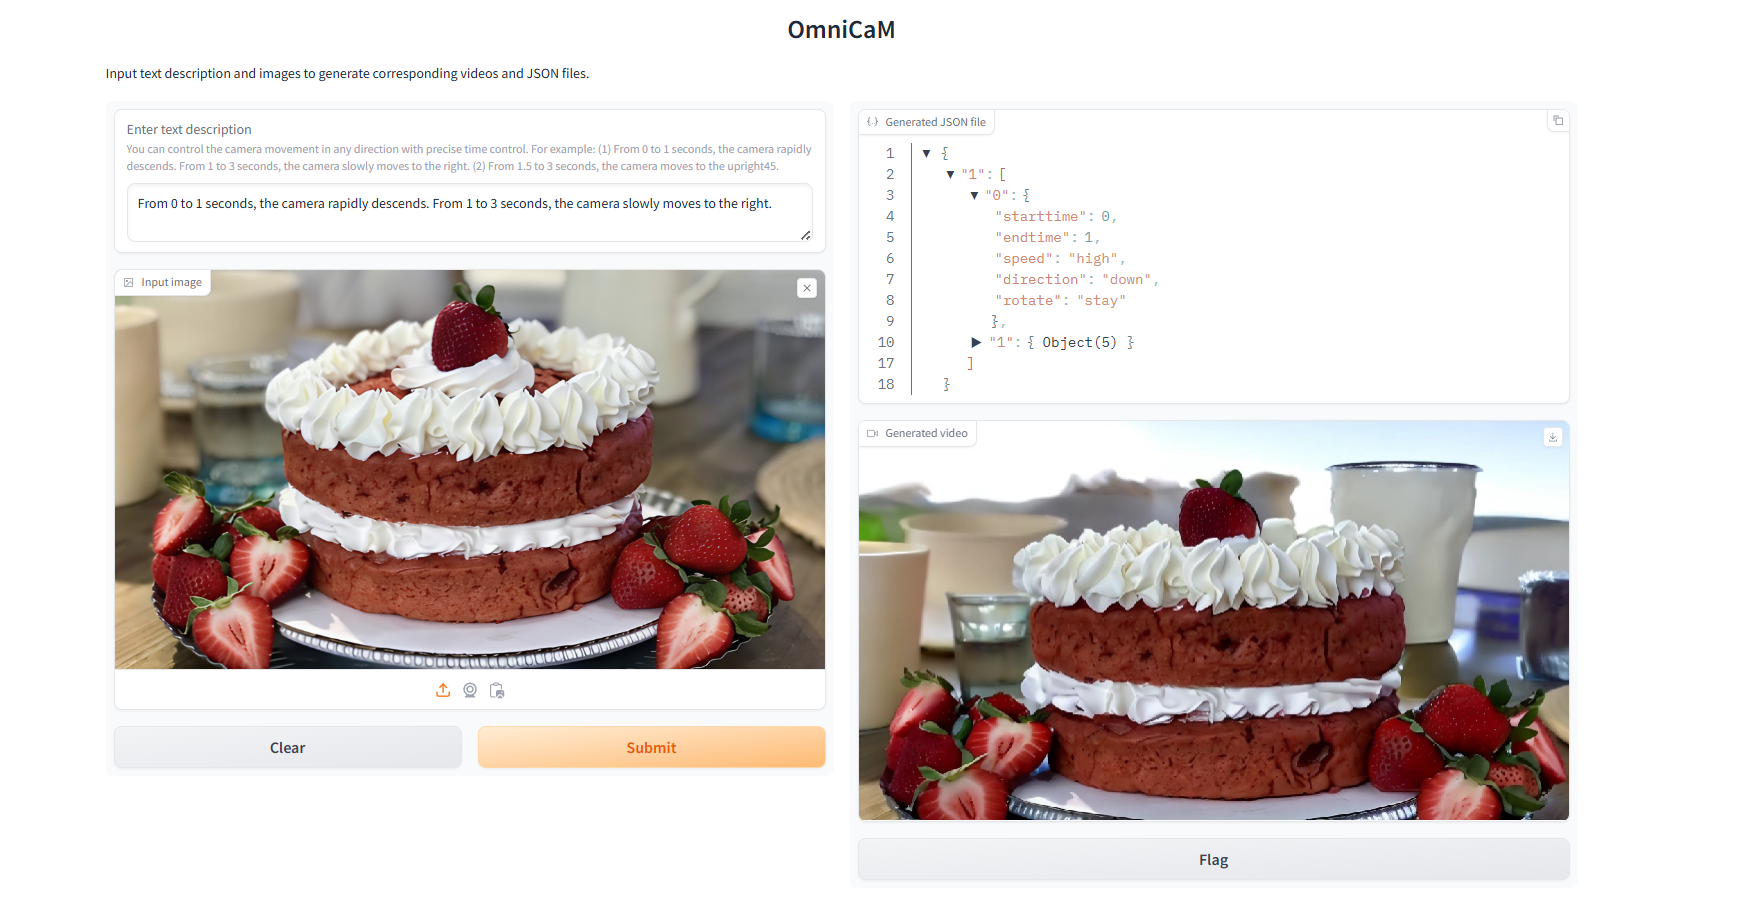 OmniCaM
Input text description and images to generate corresponding videos and JSON files.
Enter text description
You can control the camera movement in any direction with precise time control. For example: (1) From 0 to 1 seconds, the camera rapidly
descends. From 1 to 3 seconds, the camera slowly moves to the right. (2) From 1.5 to 3 seconds, the camera moves to the upright45.
From 0 to 1 seconds, the camera rapidly descends. From 1 to 3 seconds, the camera slowly moves to the right.
Input image
Clear
Submit
Generated JSON file
1 {
2 "1": [
3 "0": {
4 "starttime": 0,
5 "endtime": 1,
6 "speed": "high",
7 "direction": "down",
8 "rotate": "stay"
9 },
10 "1": { Object(5) }
17 ]
18 }
Generated video
Flag